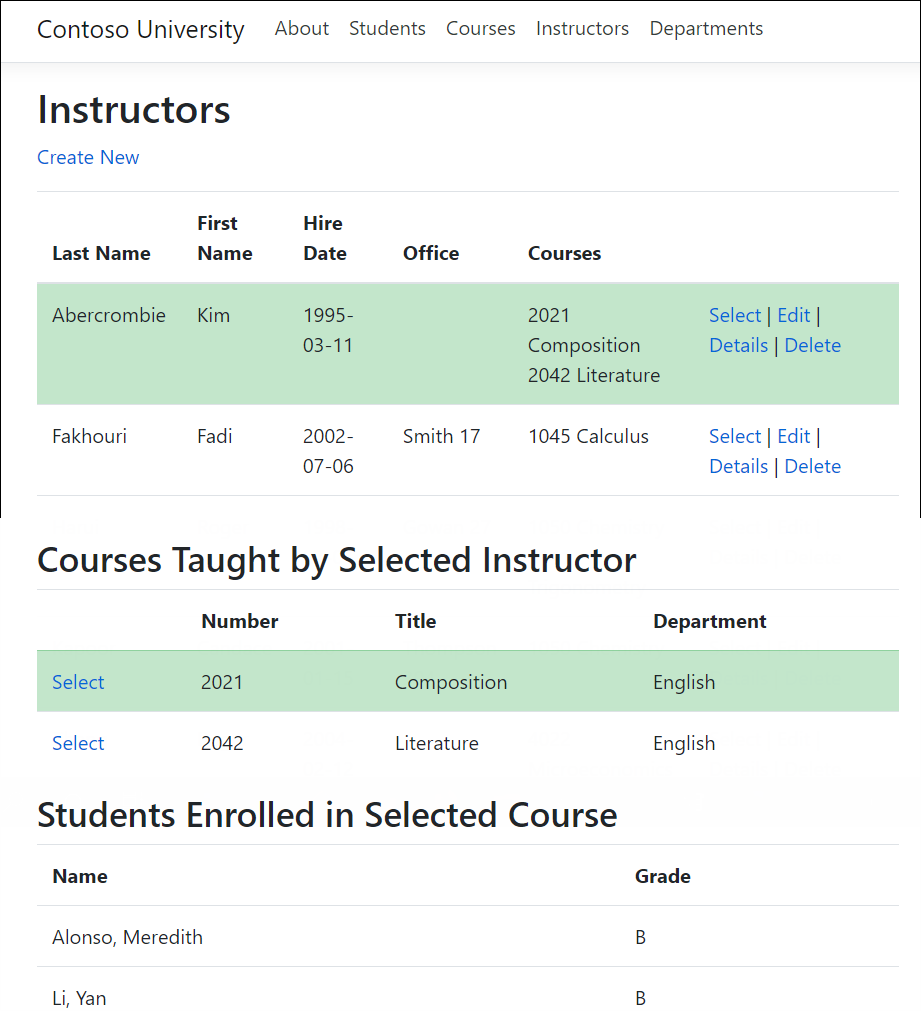 Contoso University About Students Courses Instructors Departments
Instructors
Create New
First Hire
Last Name Name Date Office Courses
Abercrombie Kim 1995- 2021 Select | Edit |
03-11 Composition Details | Delete
2042 Literature
Fakhouri Fadi 2002- Smith 17 1045 Calculus Select | Edit |
07-06 Details | Delete
Courses Taught by Selected Instructor
Number Title Department
Select 2021 Composition English
Select 2042 Literature English
Students Enrolled in Selected Course
Name Grade
Alonso, Meredith B
Li, Yan B